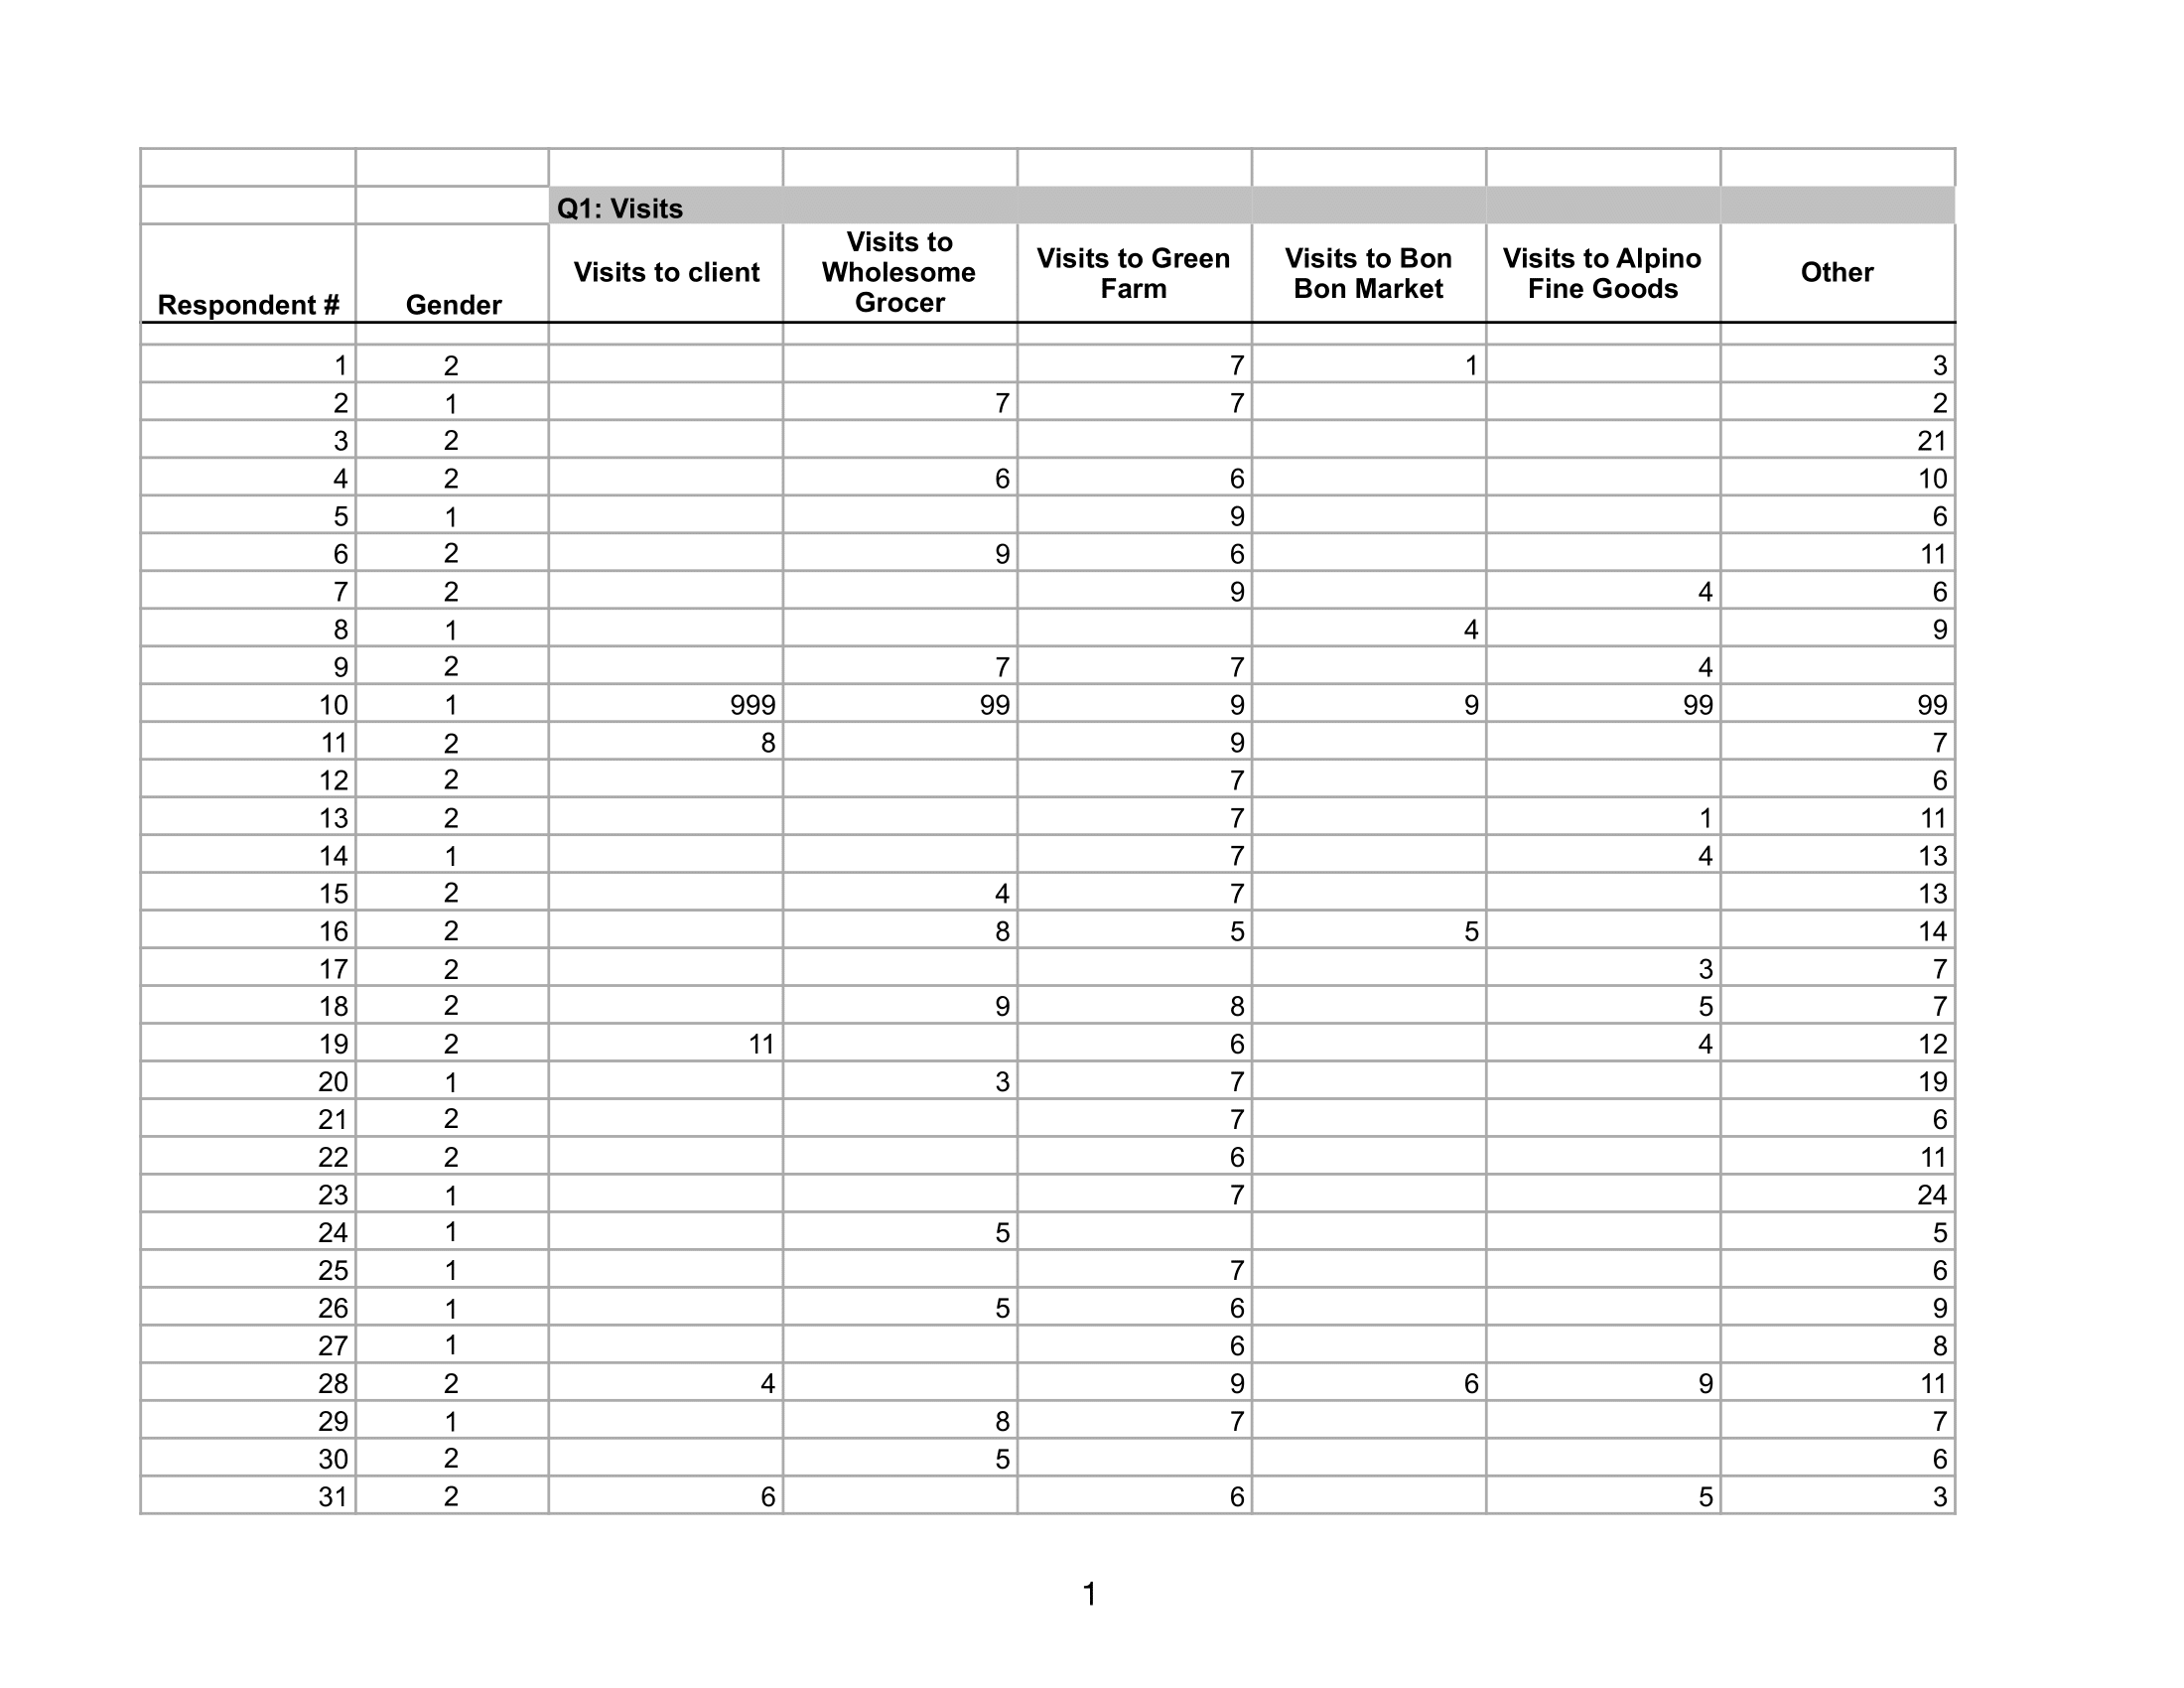 Q1: Visits
Respondent # Gender Visits to client Visits to Wholesome Grocer Visits to Green Farm Visits to Bon Bon Market Visits to Alpino Fine Goods Other
1 2 7 1 3
2 1 7 7 2
3 2 21
4 2 6 6 10
5 1 9 6
6 2 9 6 11
7 2 9 4 6
8 1 4 9
9 2 7 7 4
10 1 999 99 9 9 99 99
11 2 8 9 7
12 2 7 6
13 2 7 1 11
14 1 7 4 13
15 2 4 7 13
16 2 8 5 5 14
17 2 3 7
18 2 9 8 5 7
19 2 11 6 4 12
20 1 3 7 19
21 2 7 6
22 2 6 11
23 1 7 24
24 1 5 5
25 1 7 6
26 1 5 6 9
27 1 6 8
28 2 4 9 6 9 11
29 1 8 7 7
30 2 5 6
31 2 6 6 5 3
1